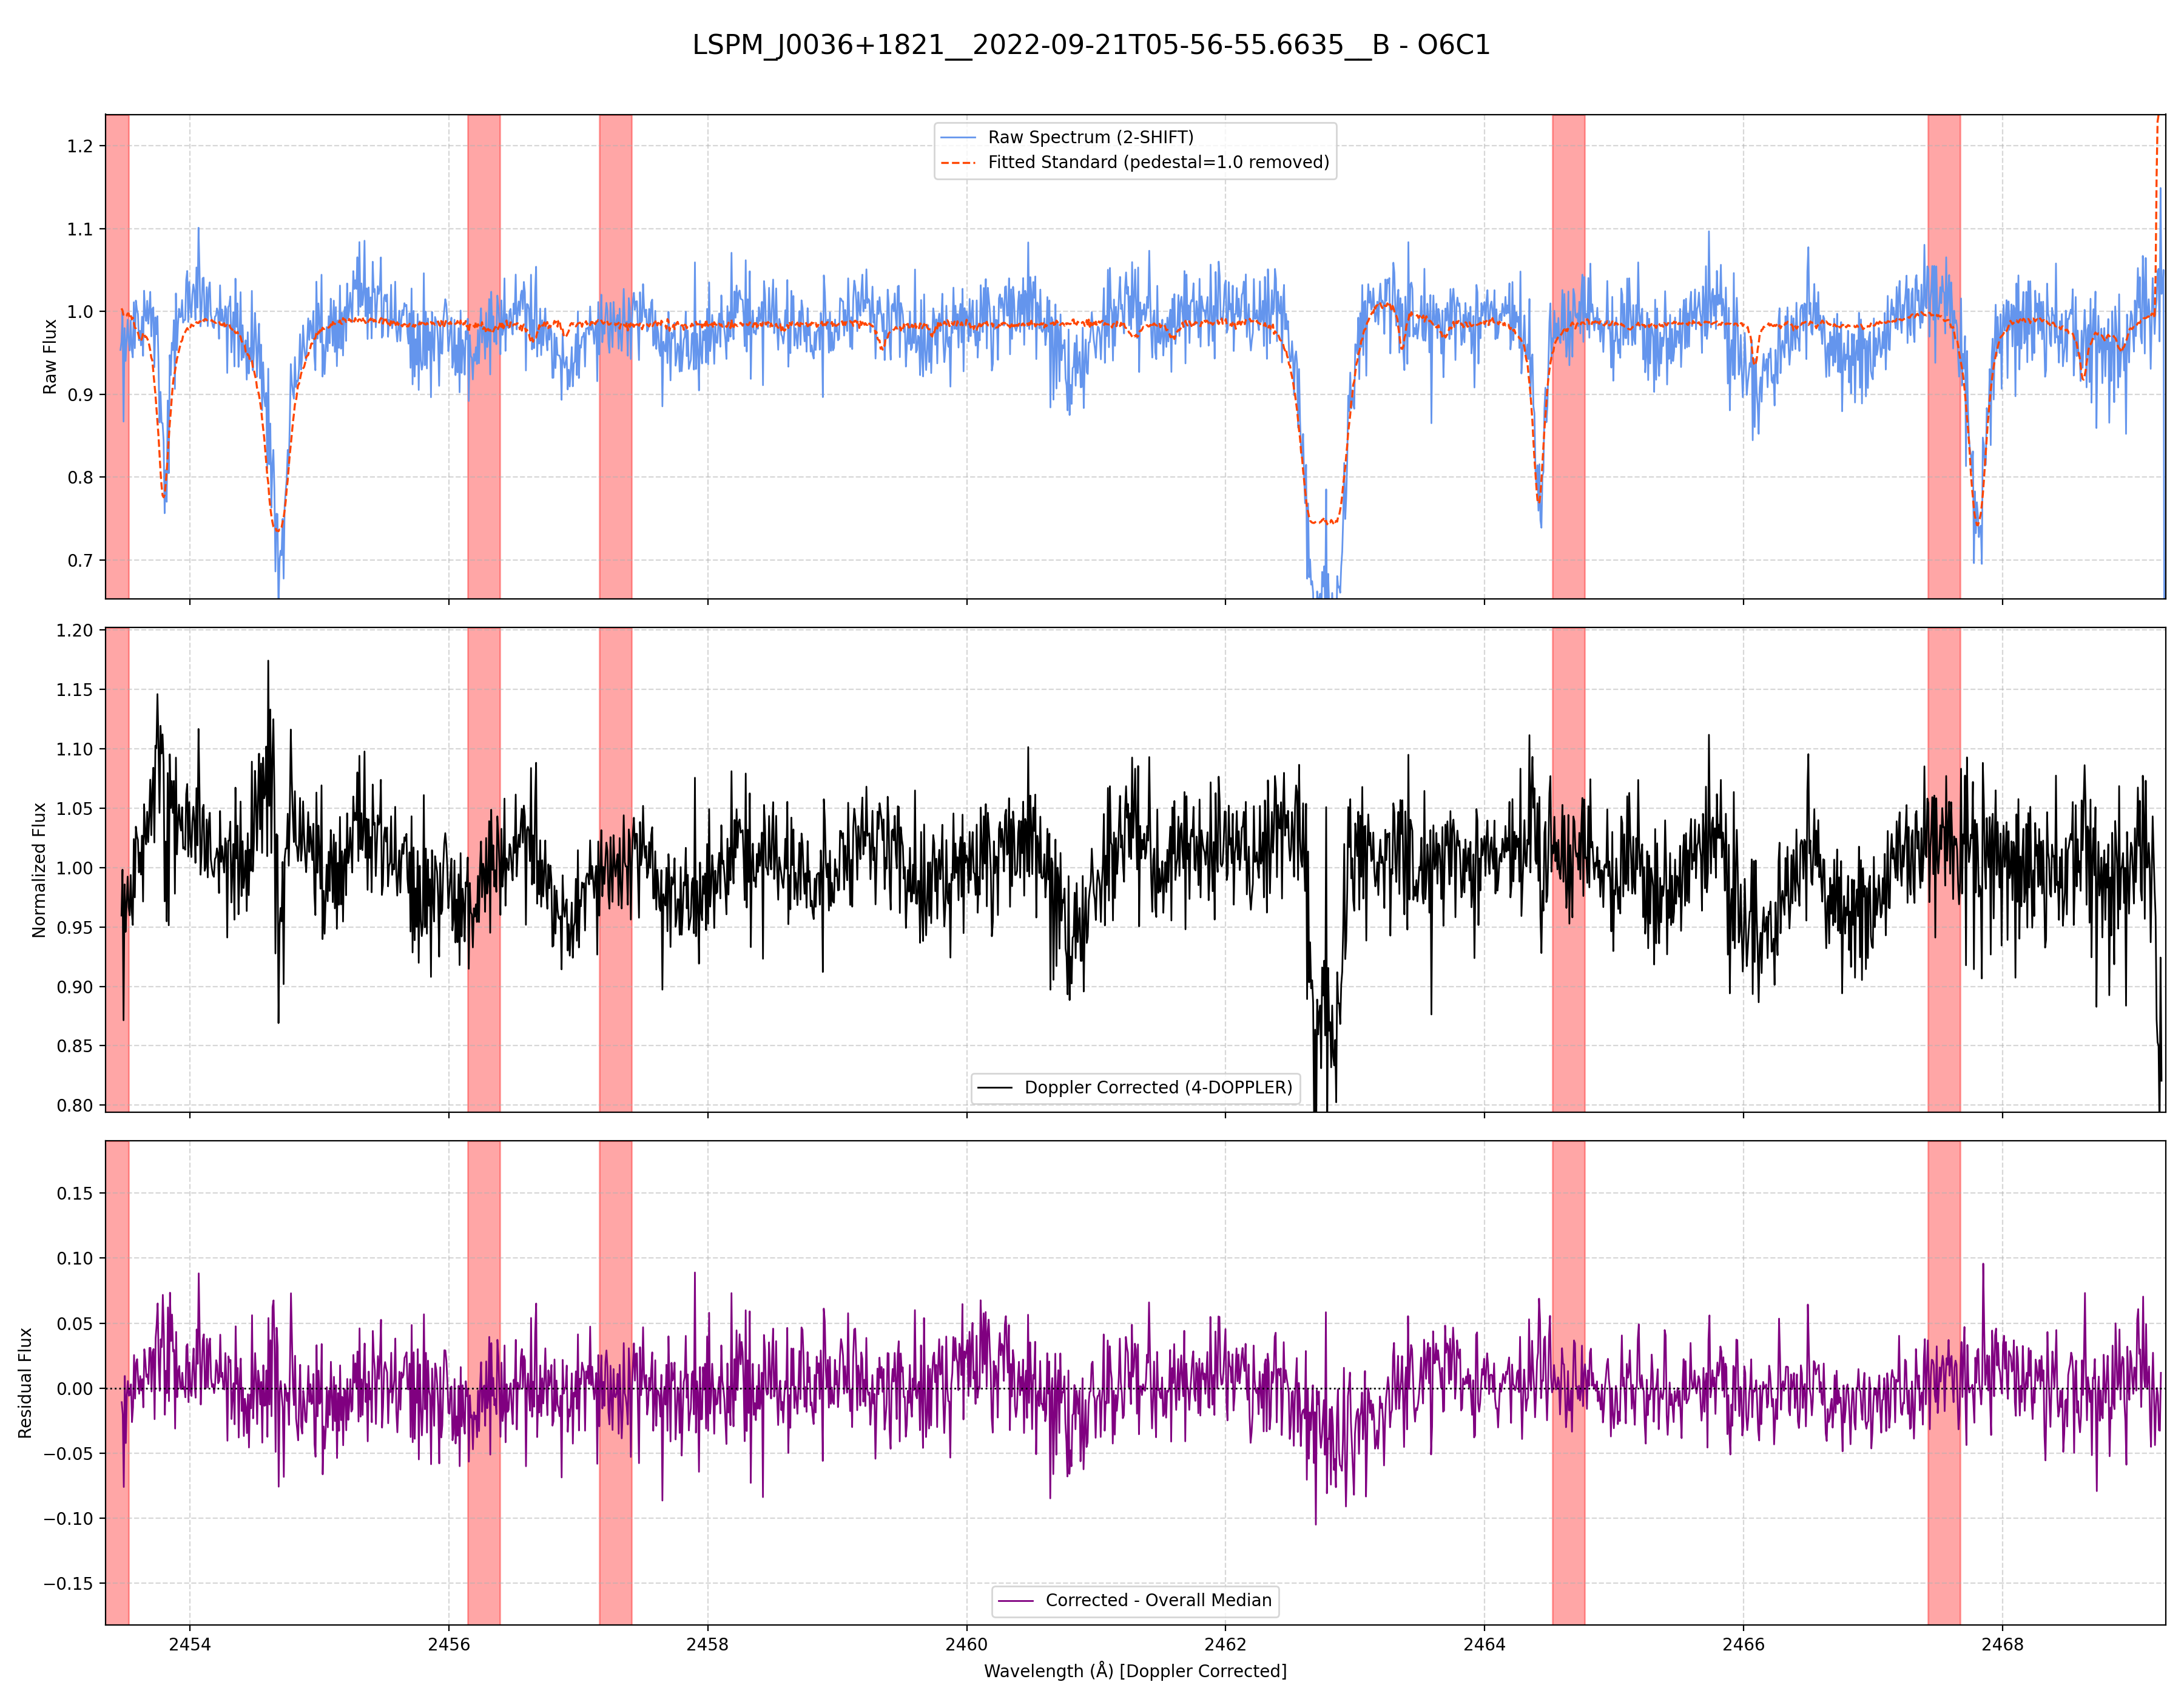 LSPM_J0036+1821__2022-09-21T05-56-55.6635__B - O6C1
Raw Flux
1.2
1.1
1.0
0.9
0.8
0.7
Raw Spectrum (2-SHIFT)
Fitted Standard (pedestal=1.0 removed)
Normalized Flux
1.20
1.15
1.10
1.05
1.00
0.95
0.90
0.85
0.80
Doppler Corrected (4-DOPPLER)
Residual Flux
0.15
0.10
0.05
0.00
−0.05
−0.10
−0.15
Corrected - Overall Median
2454 2456 2458 2460 2462 2464 2466 2468
Wavelength (Å) [Doppler Corrected]